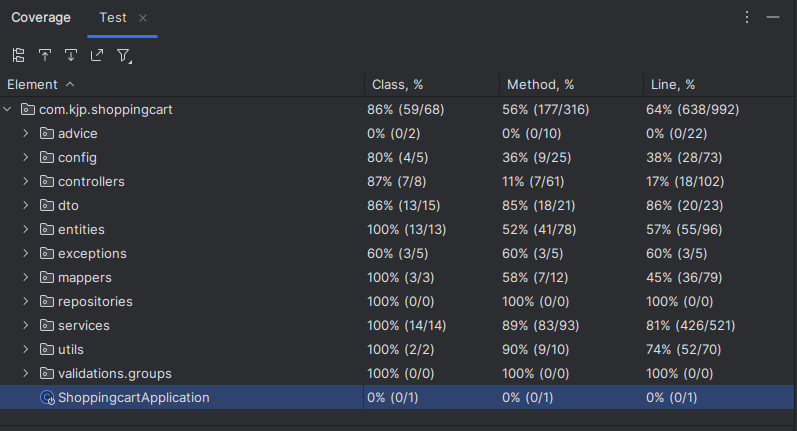 Coverage Test
Element Class, % Method, % Line, %
com.kjp.shoppingcart 86% (59/68) 56% (177/316) 64% (638/992)
advice 0% (0/2) 0% (0/10) 0% (0/22)
config 80% (4/5) 36% (9/25) 38% (28/73)
controllers 87% (7/8) 11% (7/61) 17% (18/102)
dto 86% (13/15) 85% (18/21) 86% (20/23)
entities 100% (13/13) 52% (41/78) 57% (55/96)
exceptions 60% (3/5) 60% (3/5) 60% (3/5)
mappers 100% (3/3) 58% (7/12) 45% (36/79)
repositories 100% (0/0) 100% (0/0) 100% (0/0)
services 100% (14/14) 89% (83/93) 81% (426/521)
utils 100% (2/2) 90% (9/10) 74% (52/70)
validations.groups 100% (0/0) 100% (0/0) 100% (0/0)
ShoppingcartApplication 0% (0/1) 0% (0/1) 0% (0/1)